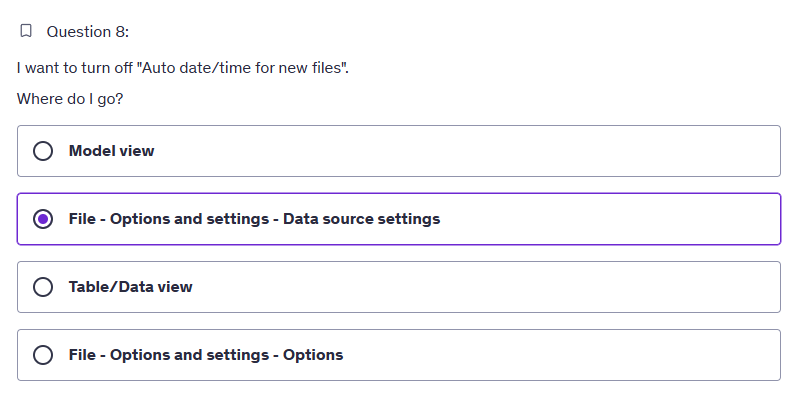 Question 8:
I want to turn off "Auto date/time for new files".
Where do I go?
Model view
File - Options and settings - Data source settings
Table/Data view
File - Options and settings - Options